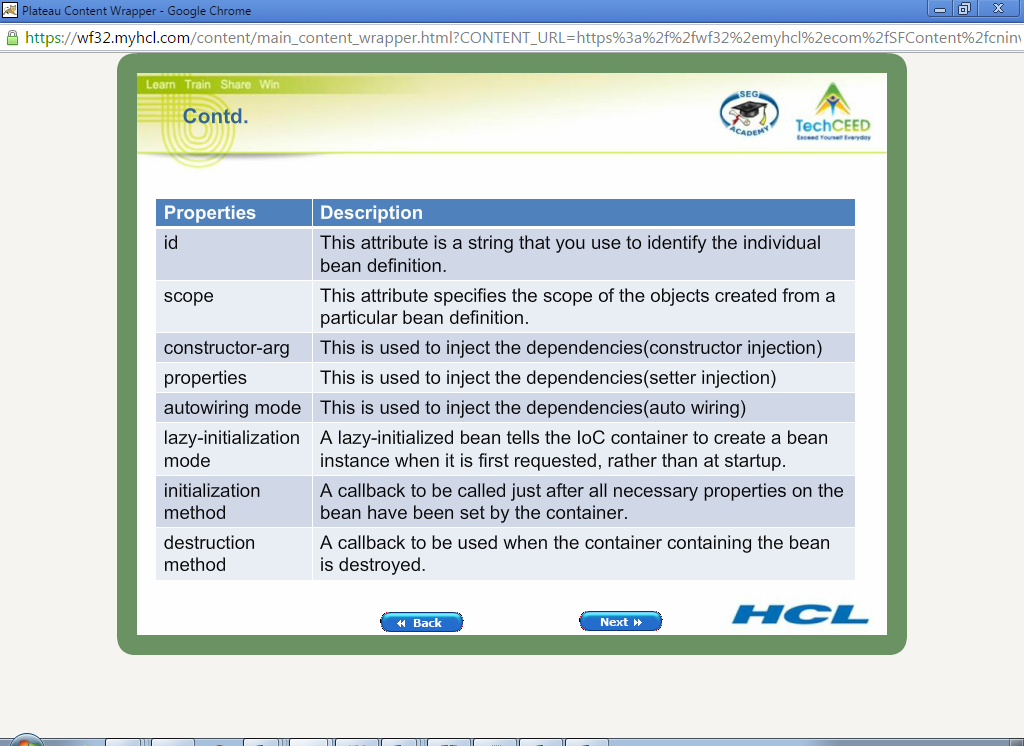 Plateau Content Wrapper - Google Chrome
https://wf32.myhcl.com/content/main_content_wrapper.html?CONTENT_URL=https%3a%2f%2fwf32%2emyhcl%2ecom%2fSFContent%2fcninv
Learn Train Share Win
Contd.
SEG
ACADEMY
TechCEED
Exceed Yourself Everyday
Properties Description
id This attribute is a string that you use to identify the individual
bean definition.
scope This attribute specifies the scope of the objects created from a
particular bean definition.
constructor-arg This is used to inject the dependencies(constructor injection)
properties This is used to inject the dependencies(setter injection)
autowiring mode This is used to inject the dependencies(auto wiring)
lazy-initialization A lazy-initialized bean tells the IoC container to create a bean
mode instance when it is first requested, rather than at startup.
initialization A callback to be called just after all necessary properties on the
method bean have been set by the container.
destruction A callback to be used when the container containing the bean
method is destroyed.
Back Next
HCL